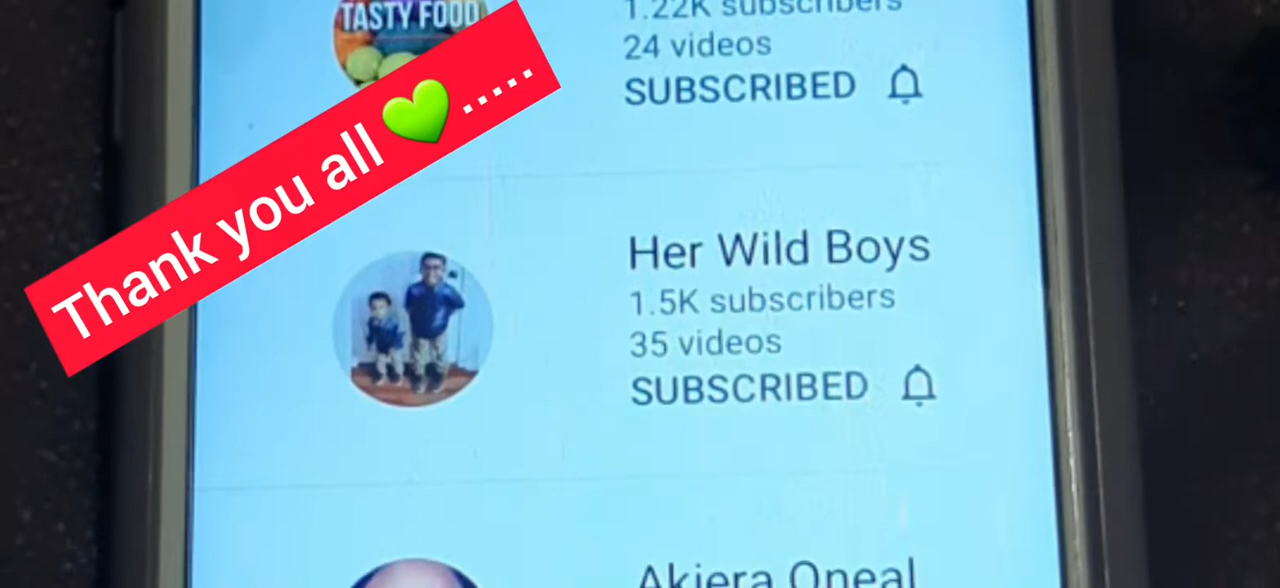 TASTY FOOD
1.22K subscribers
24 videos
SUBSCRIBED
Thank you all 💚.....
Her Wild Boys
1.5K subscribers
35 videos
SUBSCRIBED
Akiera Oneal